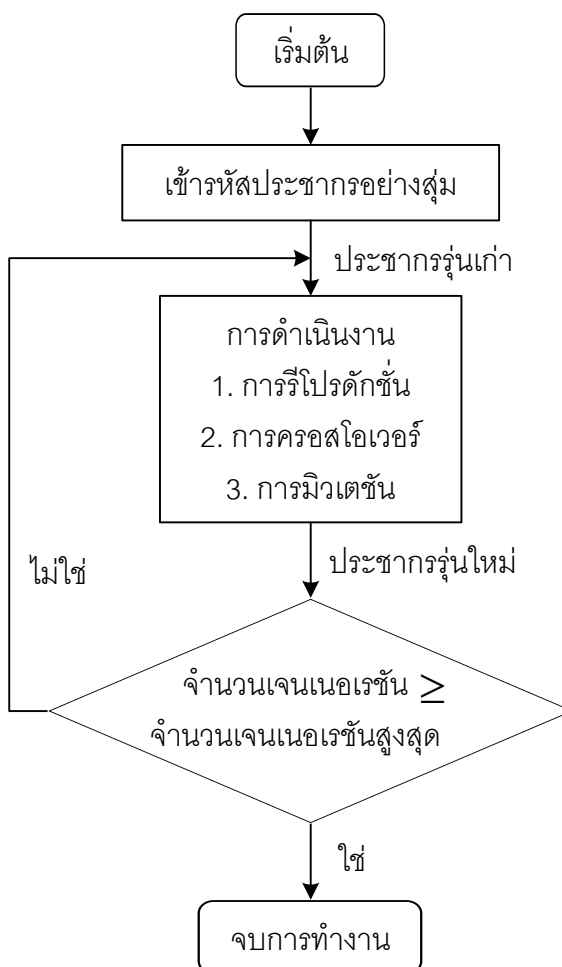 เริ่มต้น
เข้ารหัสประชากรอย่างสุ่ม
ประชากรรุ่นเก่า
การดำเนินงาน
1. การรีโปรดักชั่น
2. การครอสโอเวอร์
3. การมิวเตชัน
ประชากรรุ่นใหม่
ไม่ใช่
จำนวนเจนเนอเรชัน ≥
จำนวนเจนเนอเรชันสูงสุด
ใช่
จบการทำงาน